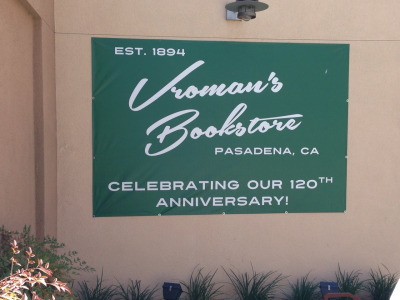 EST. 1894
Vroman's
Bookstore
PASADENA, CA
CELEBRATING OUR 120TH
ANNIVERSARY!